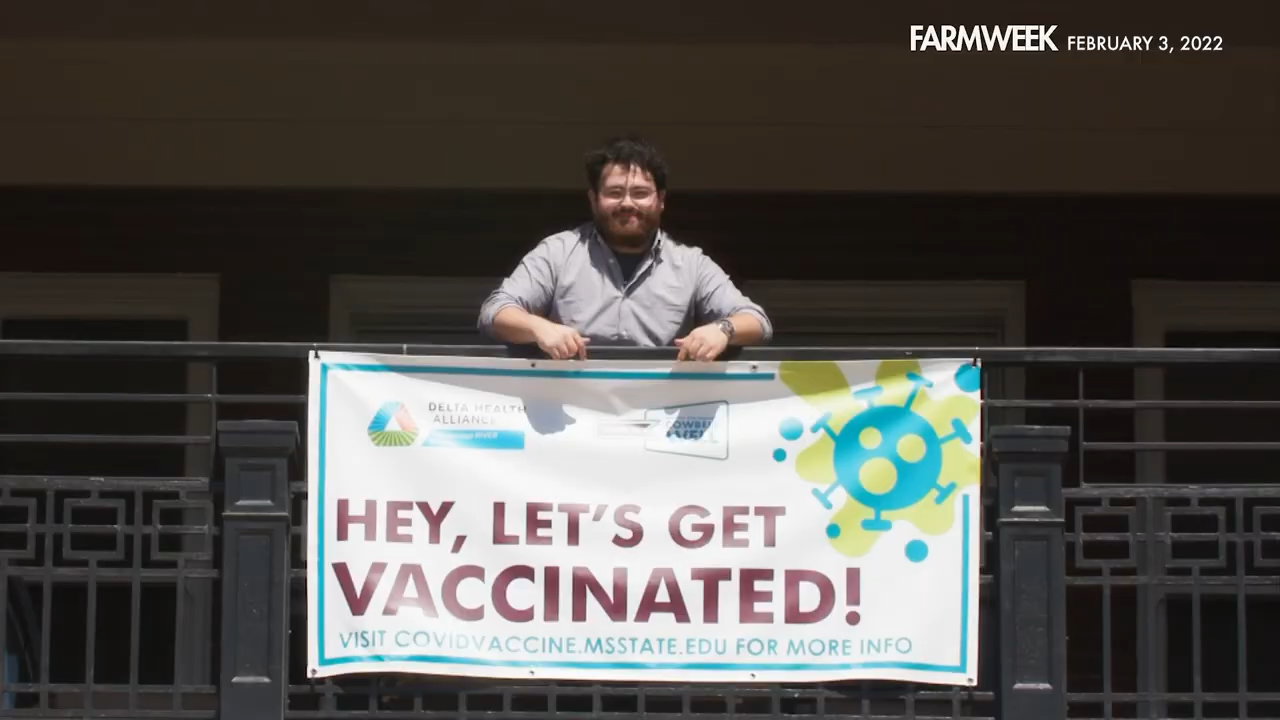 FARMWEEK FEBRUARY 3, 2022
DELTA HEALTH
ALLIANCE
HEY, LET'S GET
VACCINATED!
VISIT COVIDVACCINE.MSSTATE.EDU FOR MORE INFO